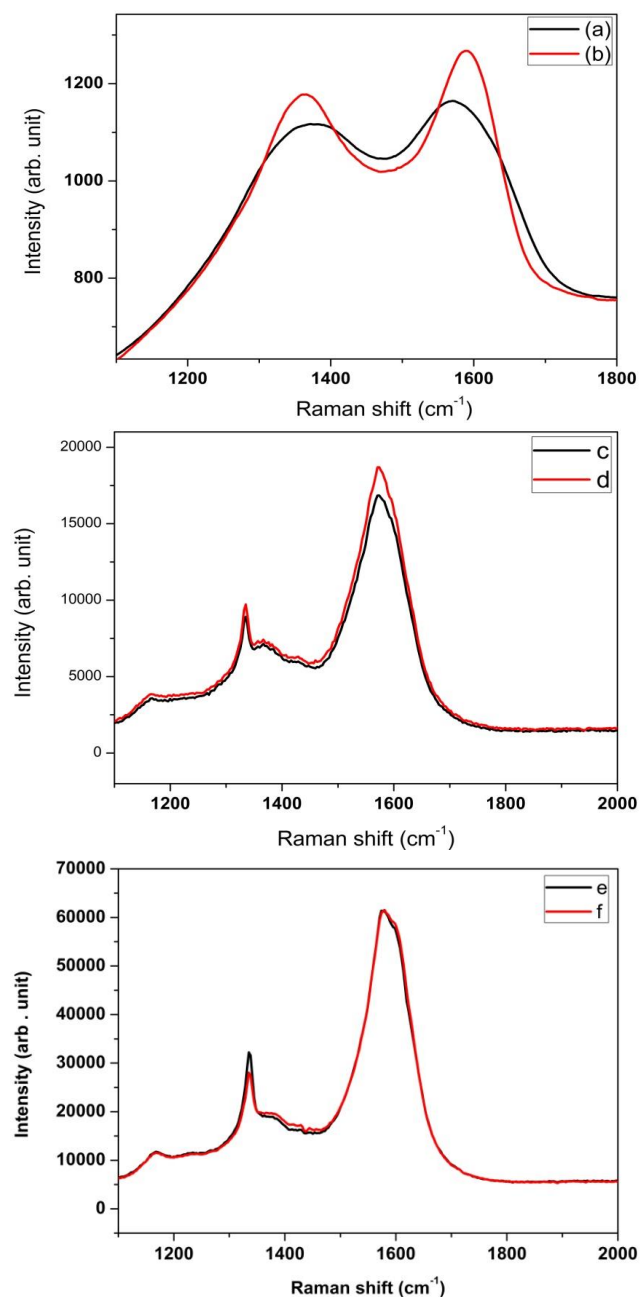 (a)
(b)
1200
1000
800
Intensity (arb. unit)
1200 1400 1600 1800
Raman shift (cm⁻¹)
c
d
20000
15000
10000
5000
0
Intensity (arb. unit)
1200 1400 1600 1800 2000
Raman shift (cm⁻¹)
e
f
70000
60000
50000
40000
30000
20000
10000
0
Intensity (arb . unit)
1200 1400 1600 1800 2000
Raman shift (cm⁻¹)